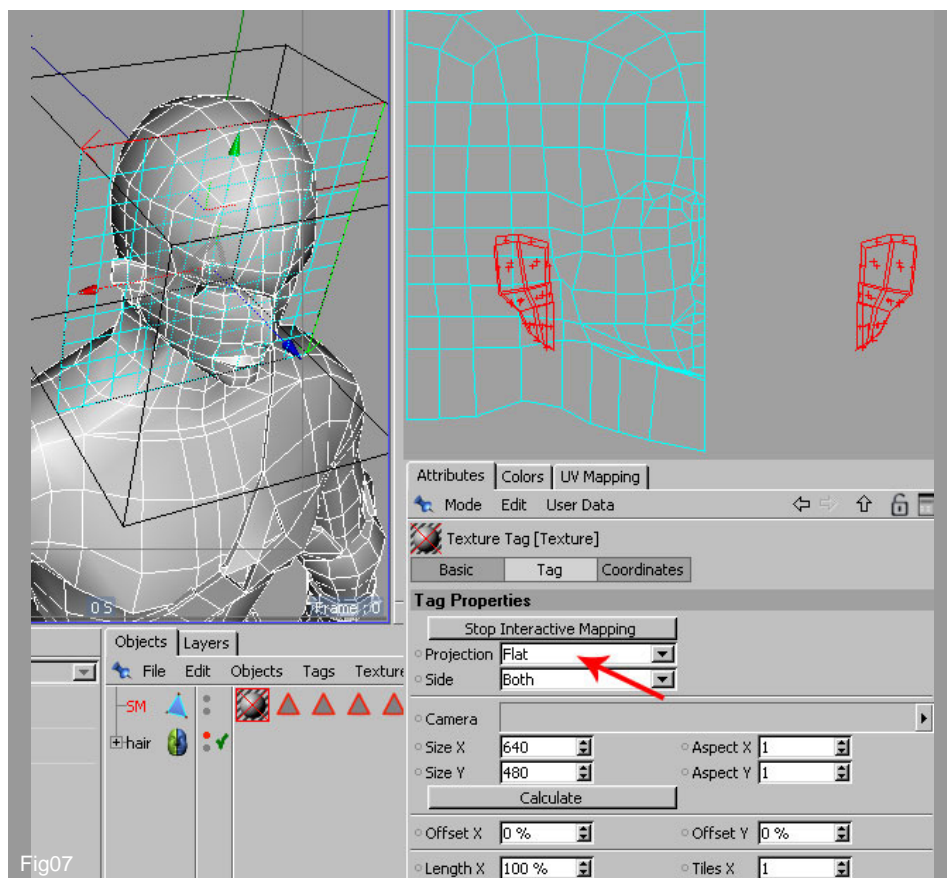 Attributes Colors UV Mapping
Mode Edit User Data
Texture Tag [Texture]
Basic Tag Coordinates
Tag Properties
Stop Interactive Mapping
Projection Flat
Side Both
Camera
Size X 640 Aspect X 1
Size Y 480 Aspect Y 1
Calculate
Offset X 0 % Offset Y 0 %
Length X 100 % Tiles X 1
0 S Frame : 0
Objects Layers
File Edit Objects Tags Texture
SM
hair
Fig07